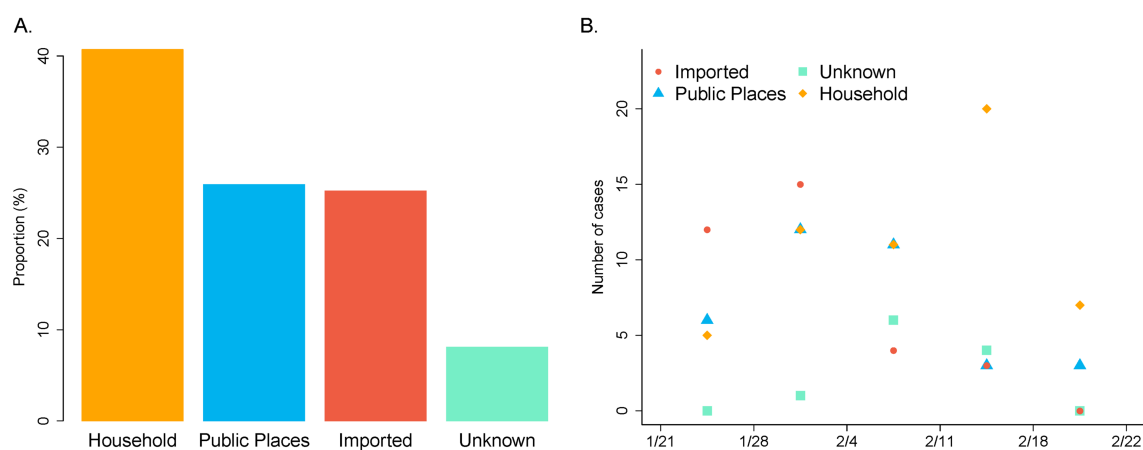 A.
Proportion (%)
40
30
20
10
0
Household Public Places Imported Unknown
B.
Imported Unknown
Public Places Household
Number of cases
20
15
10
5
0
1/21 1/28 2/4 2/11 2/18 2/22